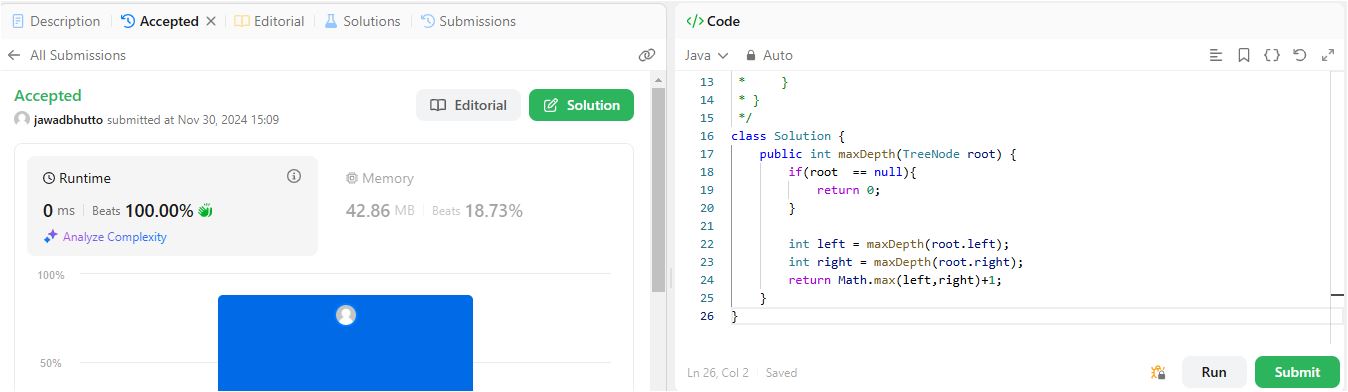 Description Accepted Editorial Solutions Submissions
All Submissions
Accepted
jawadbhutto submitted at Nov 30, 2024 15:09
Editorial Solution
Runtime
0 ms Beats 100.00%
Analyze Complexity
Memory
42.86 MB Beats 18.73%
100%
50%
Code
Java Auto
13 *     }
14 * }
15 */
16 class Solution {
17     public int maxDepth(TreeNode root) {
18         if(root  == null){
19             return 0;
20         }
21
22         int left = maxDepth(root.left);
23         int right = maxDepth(root.right);
24         return Math.max(left,right)+1;
25     }
26 }
Ln 26, Col 2 Saved
Run Submit